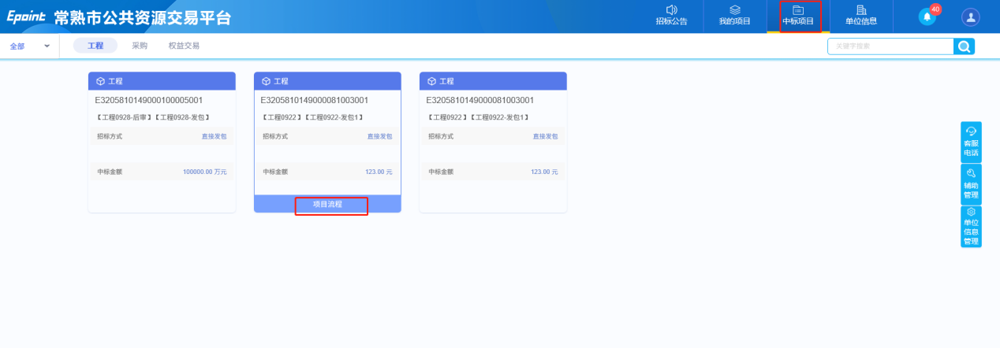 Epoint 常熟市公共资源交易平台
招标公告
我的项目
中标项目
单位信息
40
全部
工程
采购
权益交易
关键字搜索
工程
E3205810149000100005001
【工程0928-后审】【工程0928-发包】
招标方式 直接发包
中标金额 100000.00 万元
工程
E3205810149000081003001
【工程0922】【工程0922-发包1】
招标方式 直接发包
中标金额 123.00 元
项目流程
工程
E3205810149000081003001
【工程0922】【工程0922-发包1】
招标方式 直接发包
中标金额 123.00 元
客服
电话
辅助
管理
单位
信息
管理